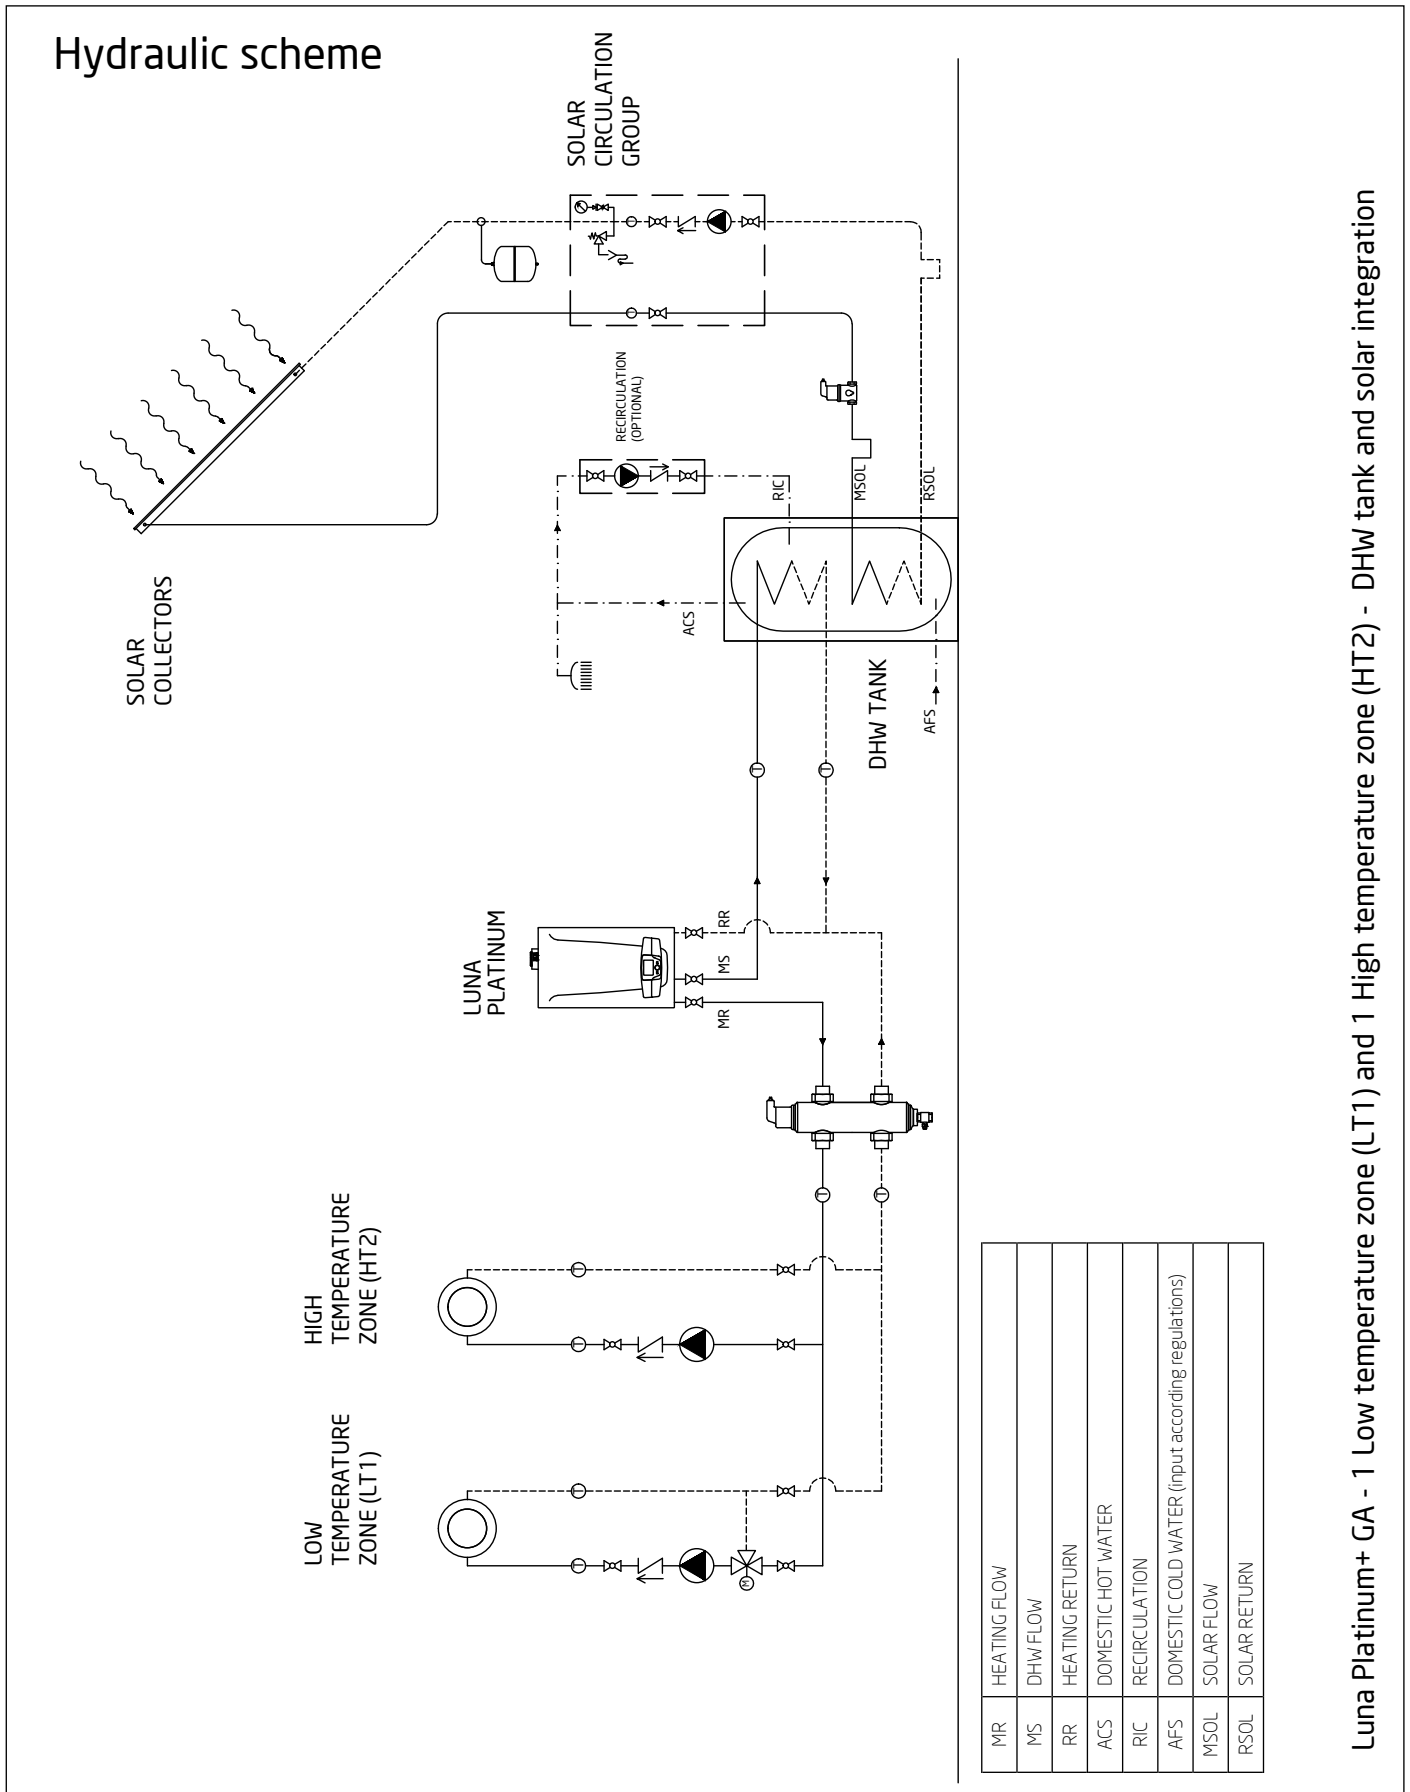 Hydraulic scheme
SOLAR
COLLECTORS
SOLAR
CIRCULATION
GROUP
RECIRCULATION
(OPTIONAL)
RIC
MSOL
RSOL
ACS
AFS
DHW TANK
T
T
LUNA
PLATINUM
RR
MS
MR
T
T
HIGH
TEMPERATURE
ZONE (HT2)
T
T
LOW
TEMPERATURE
ZONE (LT1)
T
T
M
MR HEATING FLOW
MS DHW FLOW
RR HEATING RETURN
ACS DOMESTIC HOT WATER
RIC RECIRCULATION
AFS DOMESTIC COLD WATER (input according regulations)
MSOL SOLAR FLOW
RSOL SOLAR RETURN
Luna Platinum+ GA - 1 Low temperature zone (LT1) and 1 High temperature zone (HT2) - DHW tank and solar integration